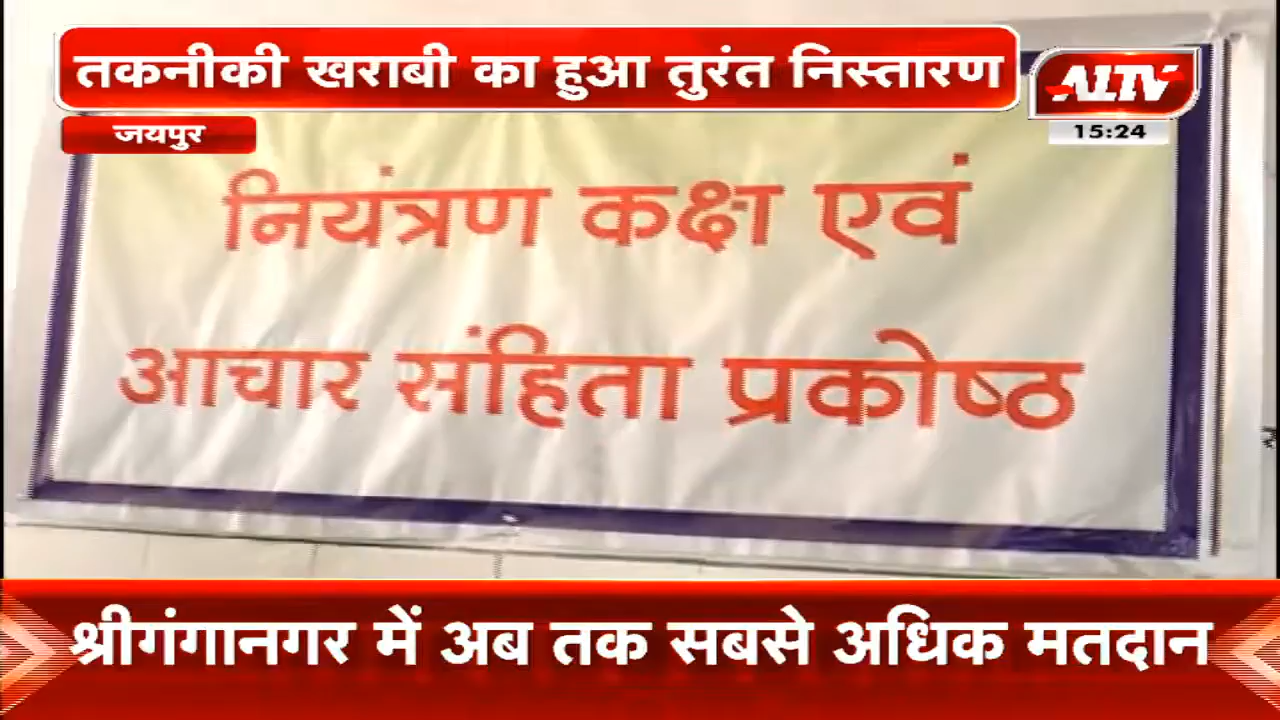 तकनीकी खराबी का हुआ तुरंत निस्तारण
ALTV
जयपुर
15:24
नियंत्रण कक्ष एवं
आचार संहिता प्रकोष्ठ
श्रीगंगानगर में अब तक सबसे अधिक मतदान